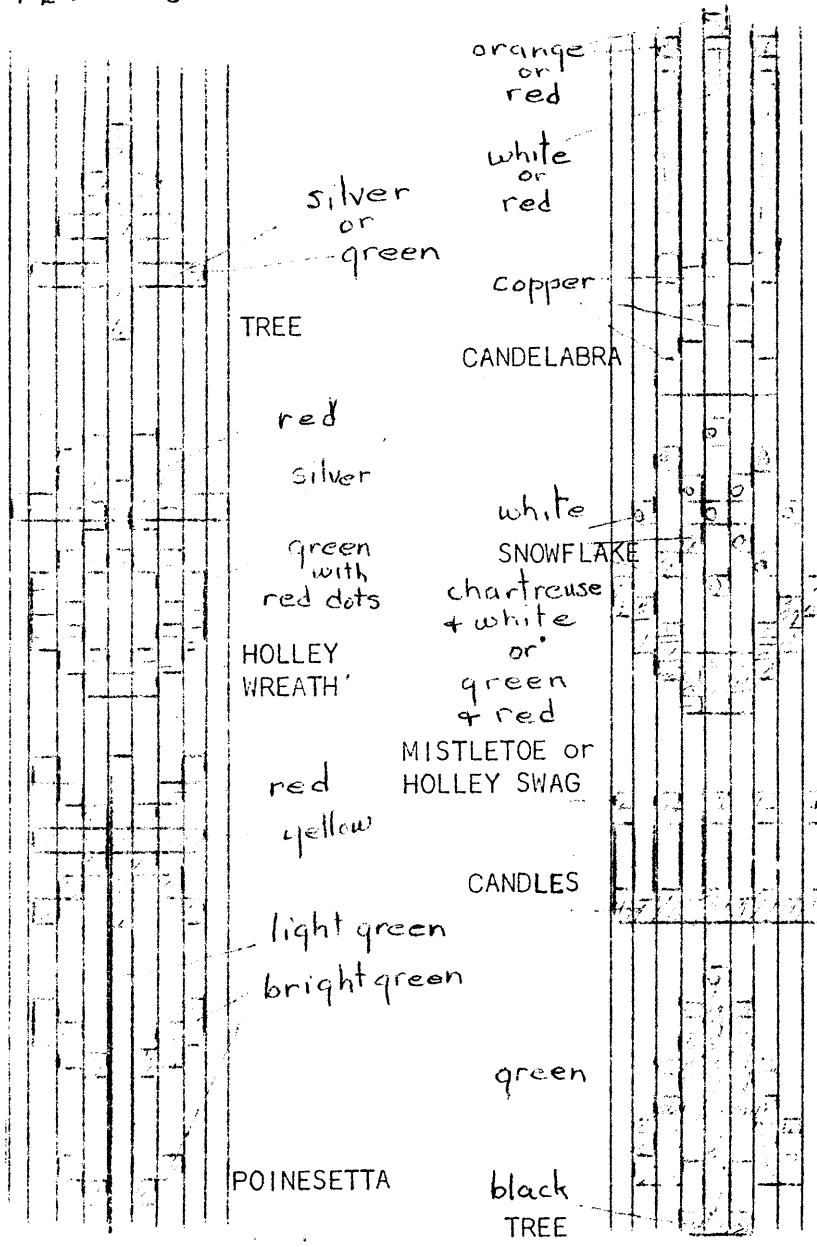 silver
or
green
TREE
red
silver
green
with
red dots
HOLLEY
WREATH
red
yellow
light green
bright green
POINESETTA
orange
or
red
white
or
red
copper
CANDELABRA
white
SNOWFLAKE
chartreuse
+ white
or
green
+ red
MISTLETOE or
HOLLEY SWAG
CANDLES
green
black
TREE